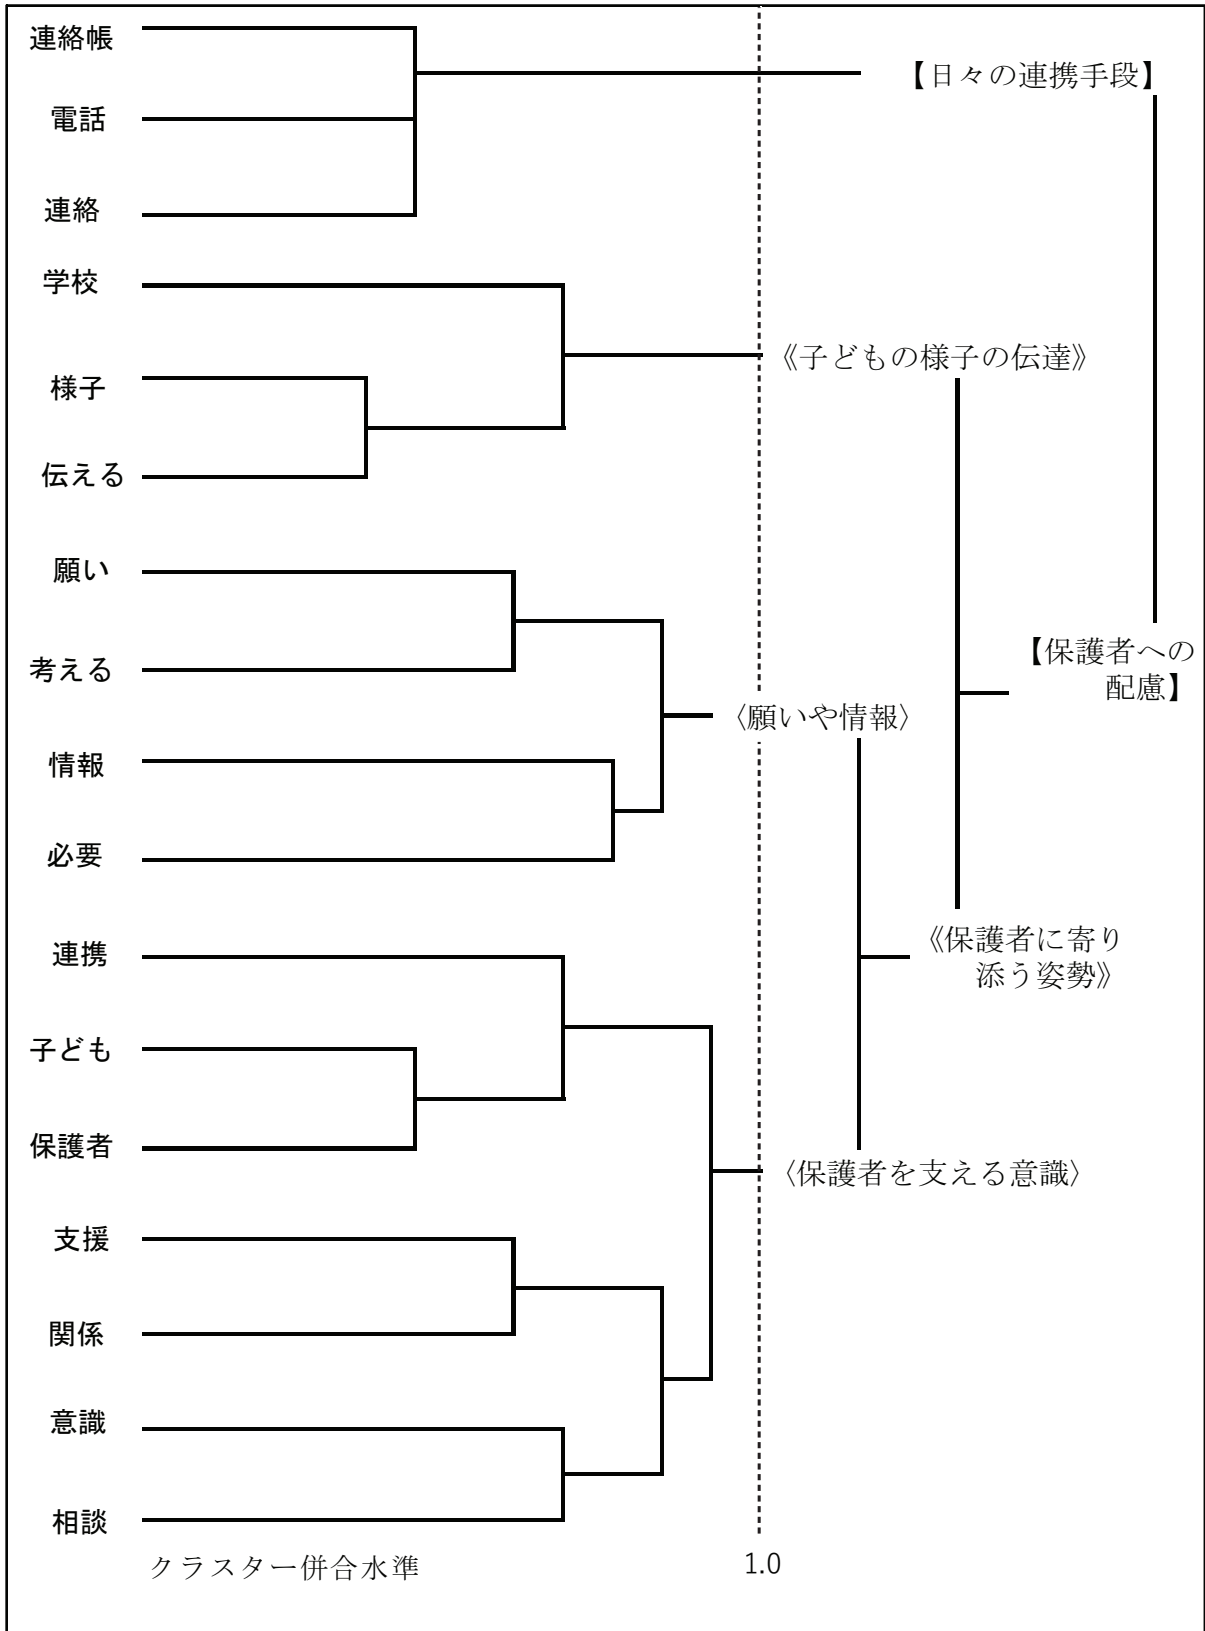 連絡帳
【日々の連携手段】
電話
連絡
学校
《子どもの様子の伝達》
様子
伝える
願い
考える
【保護者への
配慮】
〈願いや情報〉
情報
必要
連携
《保護者に寄り
添う姿勢》
子ども
保護者
〈保護者を支える意識〉
支援
関係
意識
相談
クラスター併合水準
1.0